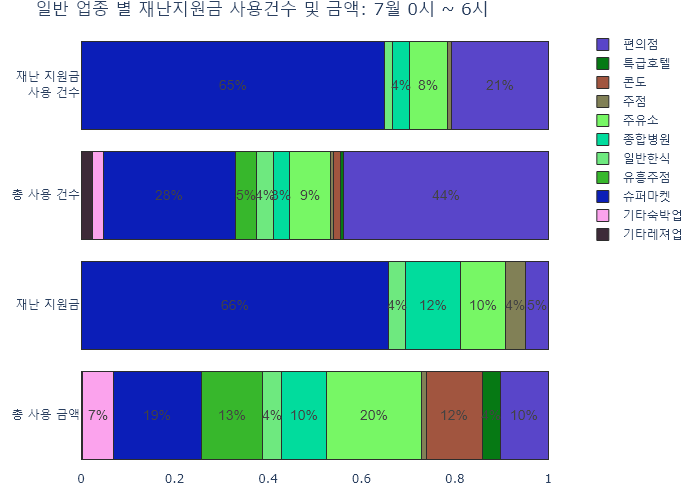 일반 업종 별 재난지원금 사용건수 및 금액: 7월 0시 ~ 6시
재난 지원금
사용 건수
65%
4%
8%
21%
총 사용 건수
28%
5%
4%
3%
9%
44%
재난 지원금
66%
4%
12%
10%
4%
5%
총 사용 금액
7%
19%
13%
4%
10%
20%
12%
10%
0
0.2
0.4
0.6
0.8
1
편의점
특급호텔
콘도
주점
주유소
종합병원
일반한식
유흥주점
슈퍼마켓
기타숙박업
기타레져업